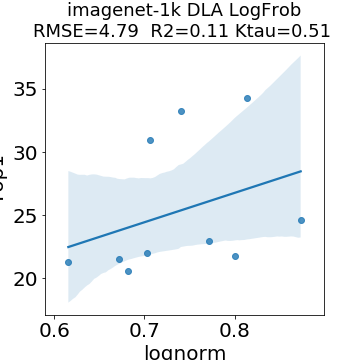 imagenet-1k DLA LogFrob
RMSE=4.79 R2=0.11 Ktau=0.51
35
30
25
20
0.6 0.7 0.8
lognorm